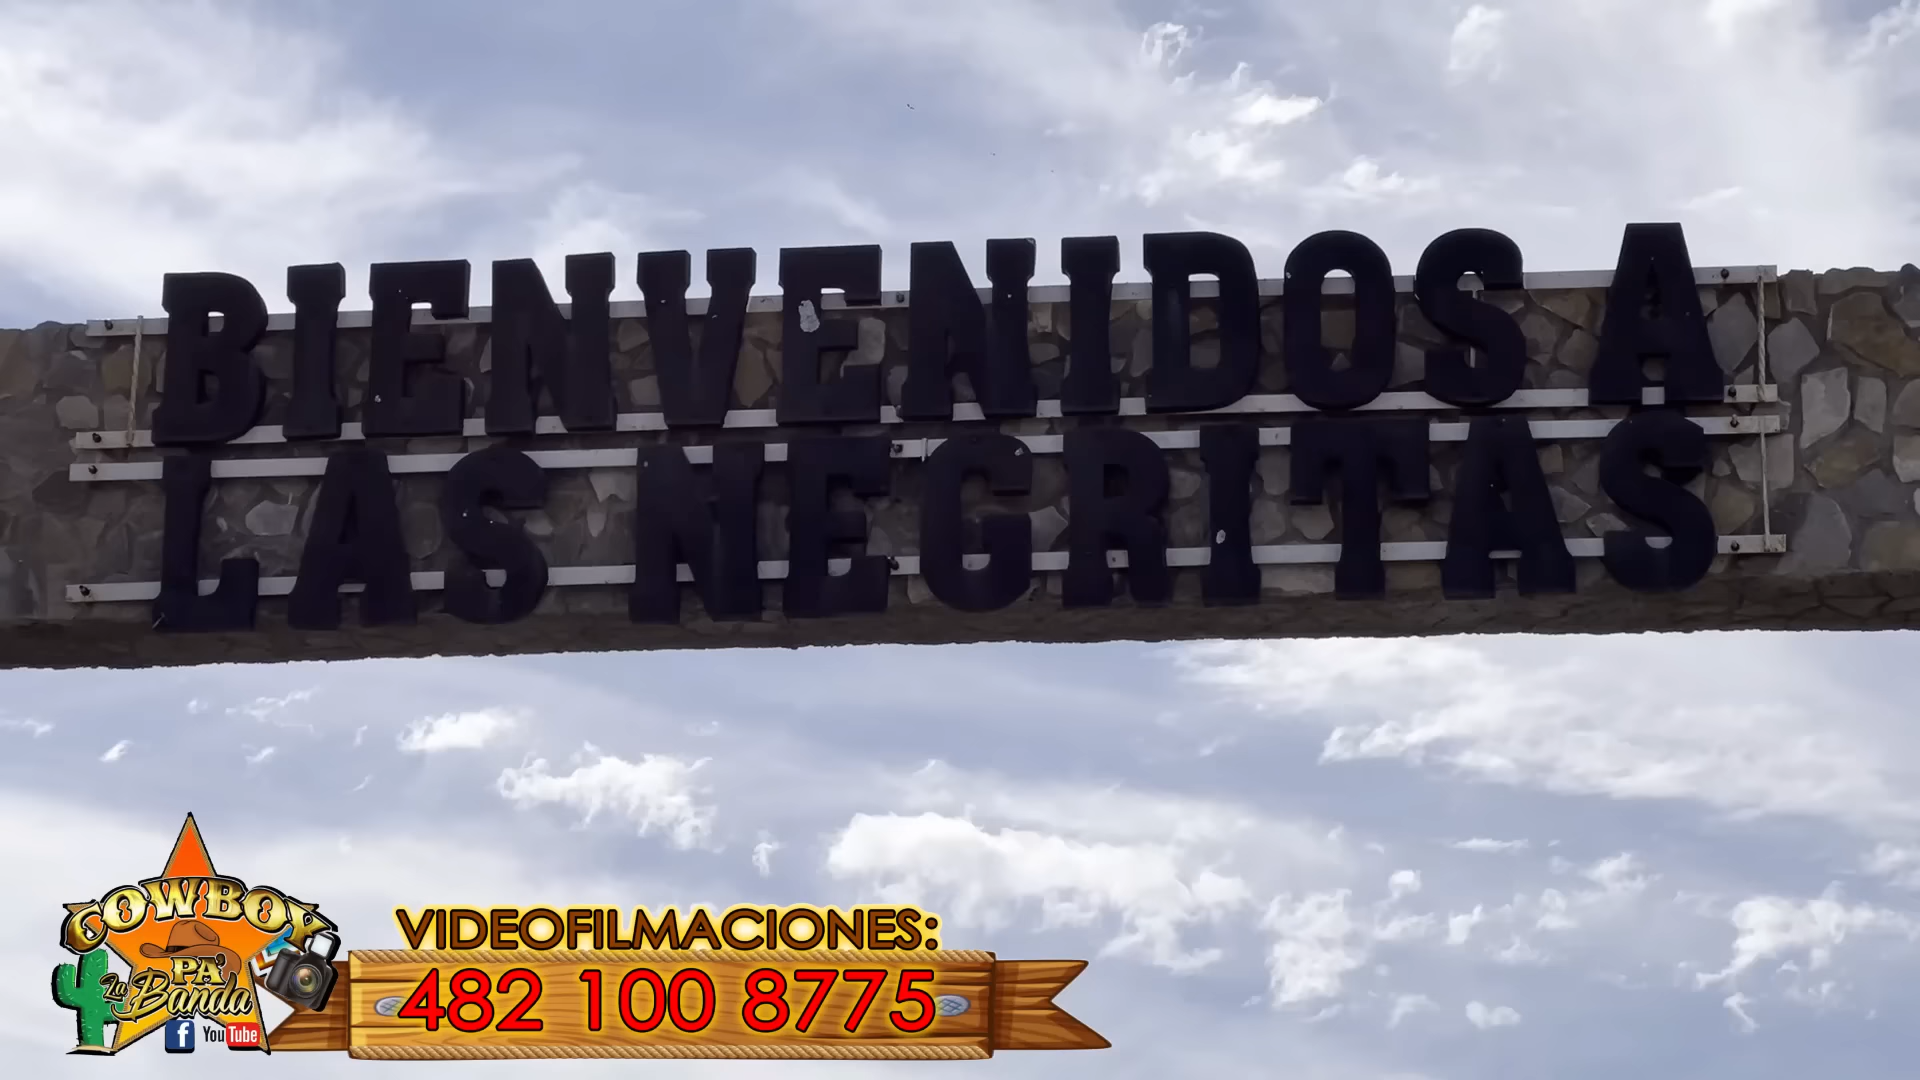 BIENVENIDOS A
LAS NEGRITAS
COWBOY
PA'
La Banda
f YouTube
VIDEOFILMACIONES:
482 100 8775